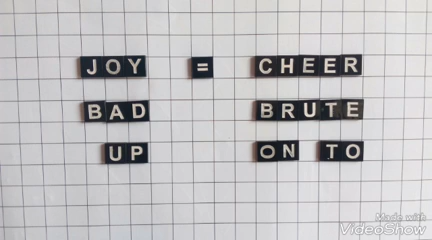 JOY = CHEER
BAD BRUTE
UP ON TO
Made with
VideoShow